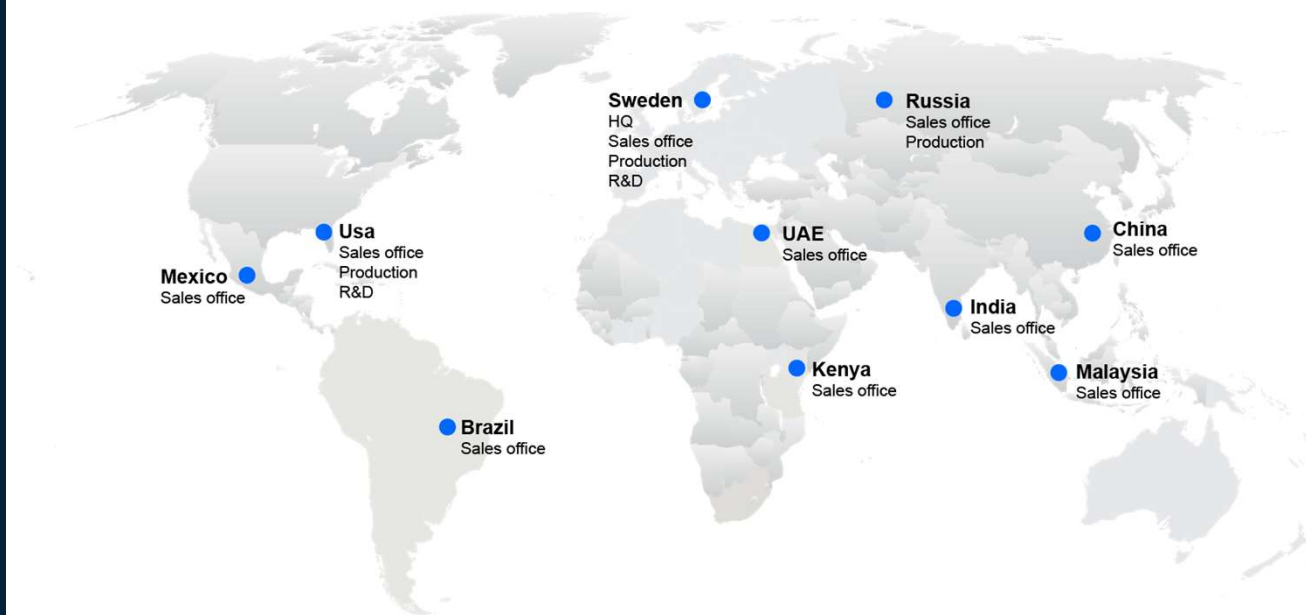 Sweden
HQ
Sales office
Production
R&D
Russia
Sales office
Production
Usa
Sales office
Production
R&D
Mexico
Sales office
UAE
Sales office
China
Sales office
India
Sales office
Kenya
Sales office
Malaysia
Sales office
Brazil
Sales office